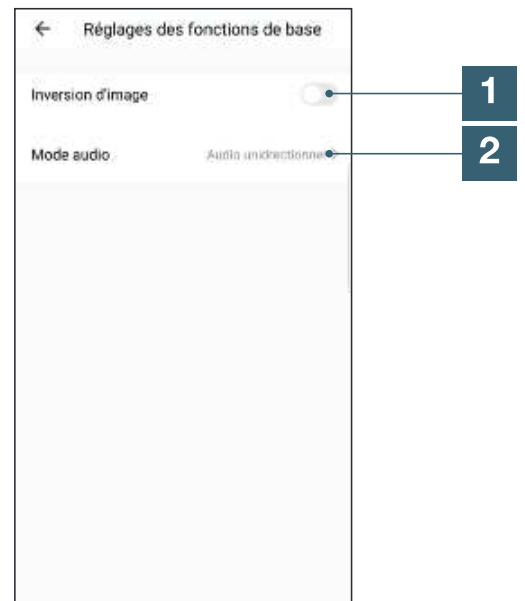 ← Réglages des fonctions de base
Inversion d'image
1
Mode audio Audio unidirectionnel
2